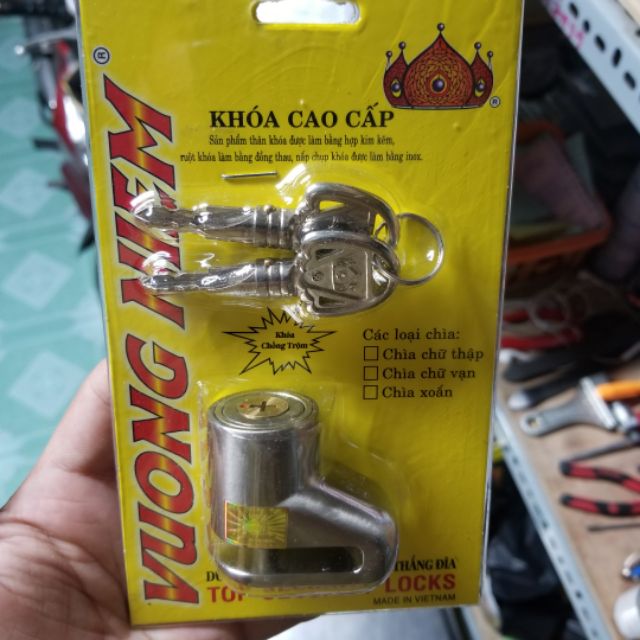 VUONG MIEM
®
®
KHÓA CAO CẤP
Sản phẩm thân khóa được làm bằng hợp kim kẽm,
ruột khóa làm bằng đồng thau, nắp chụp khóa được làm bằng inox.
Khóa
Chống Trộm
Các loại chìa:
Chìa chữ thập
Chìa chữ vạn
Chìa xoắn
THẮNG ĐĨA
TOP LOCKS
MADE IN VIETNAM